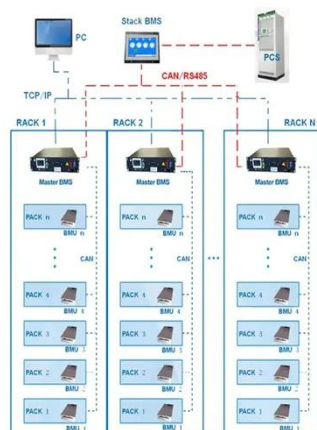 PC
Stack BMS
PCS
CAN/RS485
TCP/IP
RACK 1
RACK 2
RACK N
Master BMS
Master BMS
Master BMS
PACK n
BMU n
PACK n
BMU n
PACK n
BMU n
CAN
CAN
CAN
...
PACK 4
BMU 4
PACK 4
BMU 4
PACK 4
BMU 4
PACK 3
BMU 3
PACK 3
BMU 3
PACK 3
BMU 3
PACK 2
BMU 2
PACK 2
BMU 2
PACK 2
BMU 2
PACK 1
BMU 1
PACK 1
BMU 1
PACK 1
BMU 1